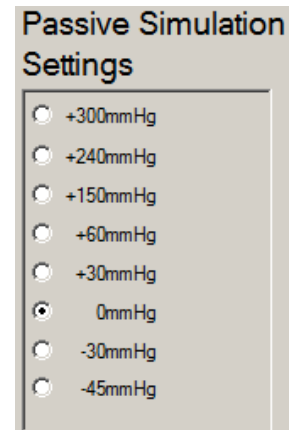 Passive Simulation
Settings
+300mmHg
+240mmHg
+150mmHg
+60mmHg
+30mmHg
0mmHg
-30mmHg
-45mmHg